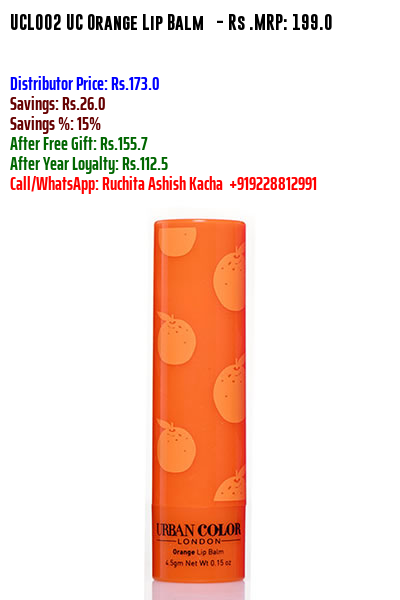 UCL002 UC Orange Lip Balm - Rs .MRP: 199.0
Distributor Price: Rs.173.0
Savings: Rs.26.0
Savings %: 15%
After Free Gift: Rs.155.7
After Year Loyalty: Rs.112.5
Call/WhatsApp: Ruchita Ashish Kacha +919228812991
URBAN COLOR
LONDON
Orange Lip Balm
4.5gm Net Wt 0.15 oz